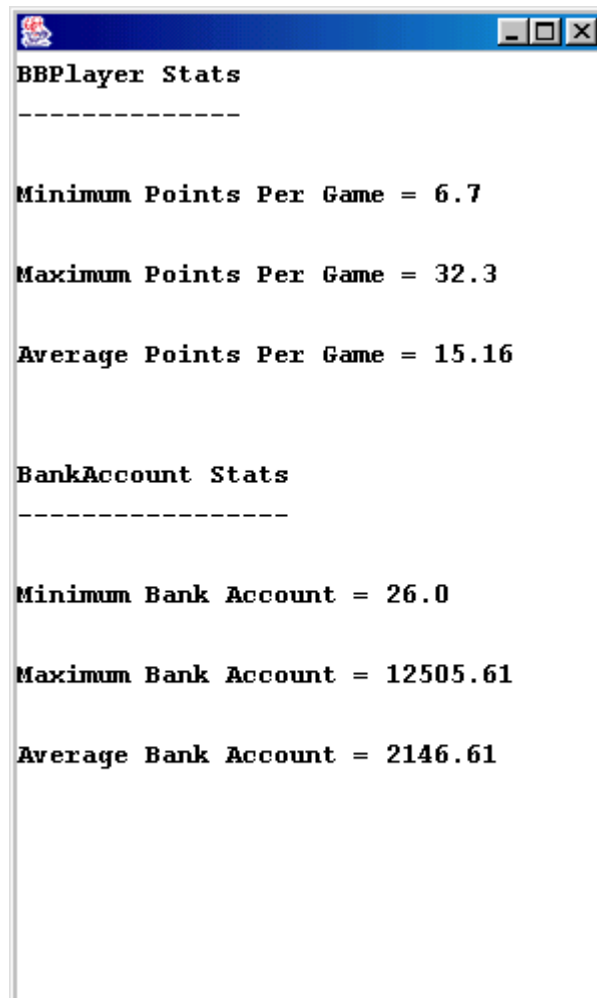 BBPlayer Stats
--------------
Minimum Points Per Game = 6.7
Maximum Points Per Game = 32.3
Average Points Per Game = 15.16
BankAccount Stats
-----------------
Minimum Bank Account = 26.0
Maximum Bank Account = 12505.61
Average Bank Account = 2146.61